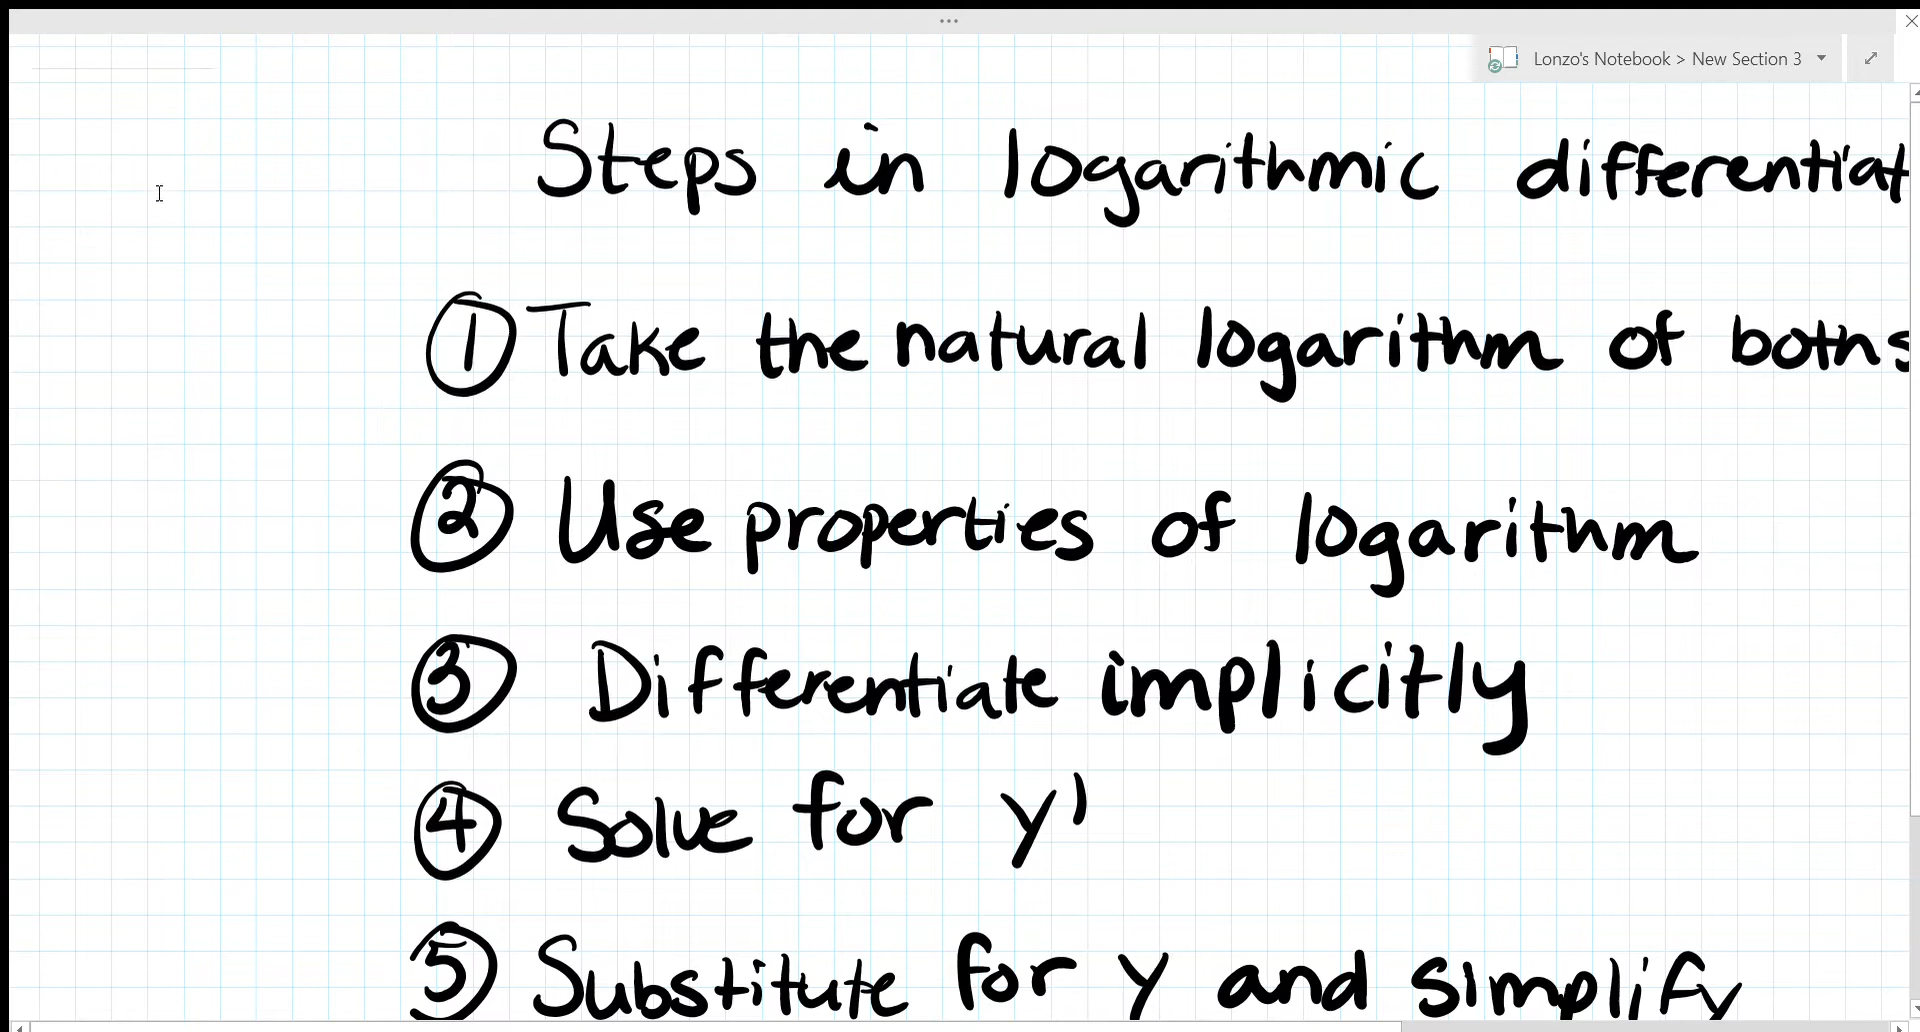 ...
Lonzo's Notebook > New Section 3
Steps in logarithmic differentiat
① Take the natural logarithm of both s
② Use properties of logarithm
③ Differentiate implicitly
④ Solve for y'
⑤ Substitute for y and simplify